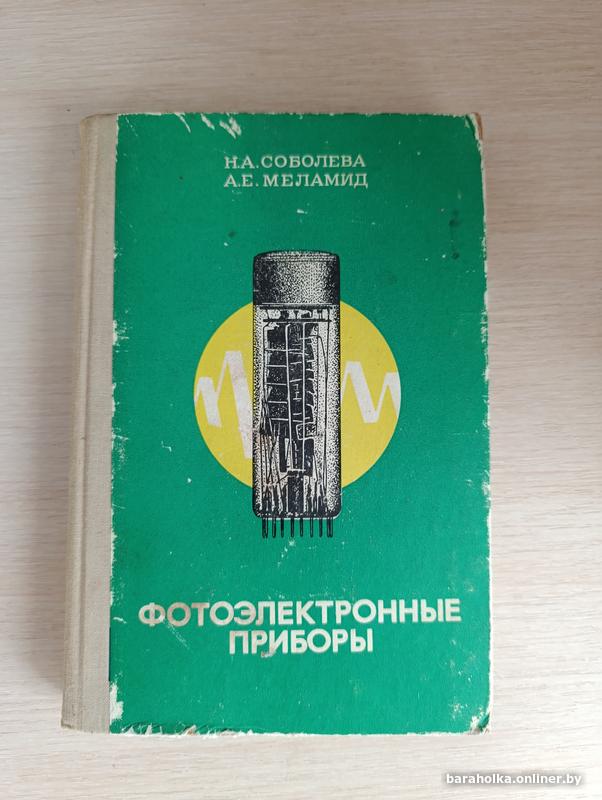 Н.А.СОБОЛЕВА
А.Е.МЕЛАМИД
ФОТОЭЛЕКТРОННЫЕ
ПРИБОРЫ
baraholka.onliner.by